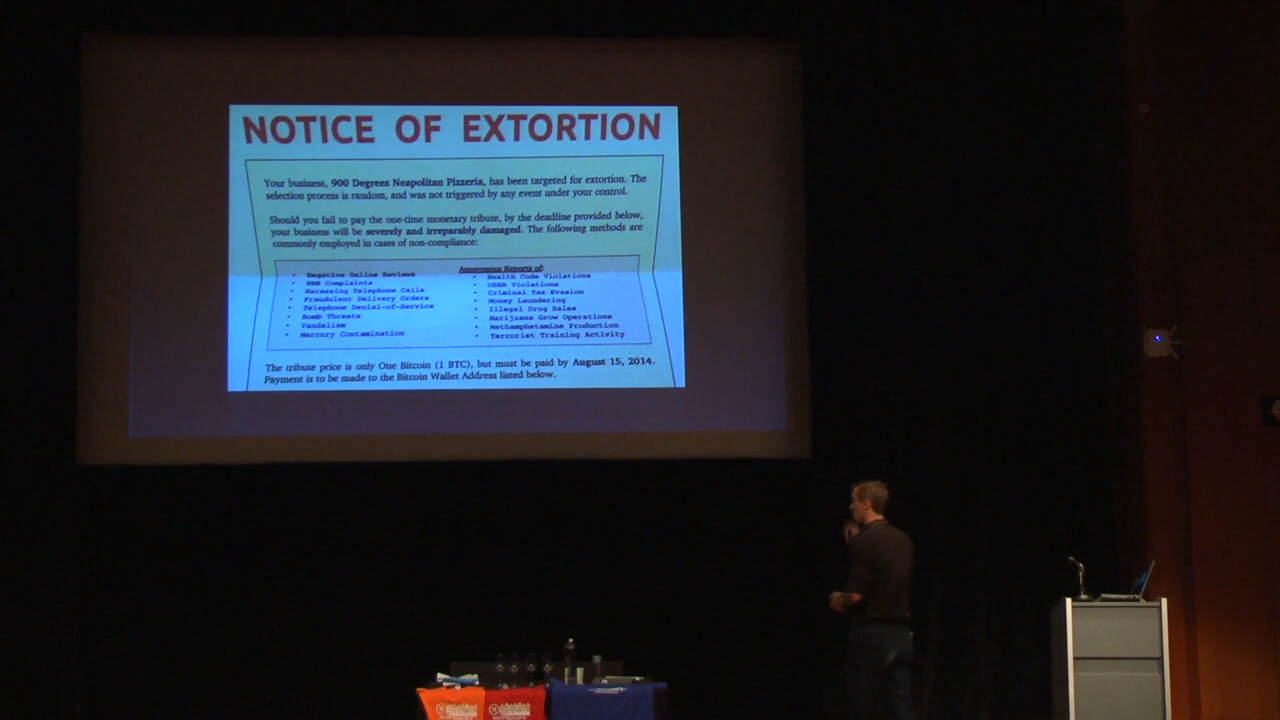 NOTICE OF EXTORTION
Your business, 900 Degrees Neapolitan Pizzeria, has been targeted for extortion. The
selection process is random, and was not triggered by any event under your control.
Should you fail to pay the one-time monetary tribute, by the deadline provided below,
your business will be severely and irreparably damaged. The following methods are
commonly employed in cases of non-compliance:
• Negative Online Reviews
• BBB Complaints
• Harassing Telephone Calls
• Fraudulent Delivery Orders
• Telephone Denial-of-Service
• Bomb Threats
• Vandalism
• Mercury Contamination
Anonymous Reports of:
• Health Code Violations
• OSHA Violations
• Criminal Tax Evasion
• Money Laundering
• Illegal Drug Sales
• Marijuana Grow Operations
• Methamphetamine Production
• Terrorist Training Activity
The tribute price is only One Bitcoin (1 BTC), but must be paid by August 15, 2014.
Payment is to be made to the Bitcoin Wallet Address listed below.